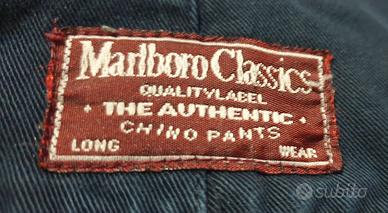 Marlboro Classics
QUALITYLABEL
• THE AUTHENTIC •
CHINO PANTS
LONG WEAR
subito